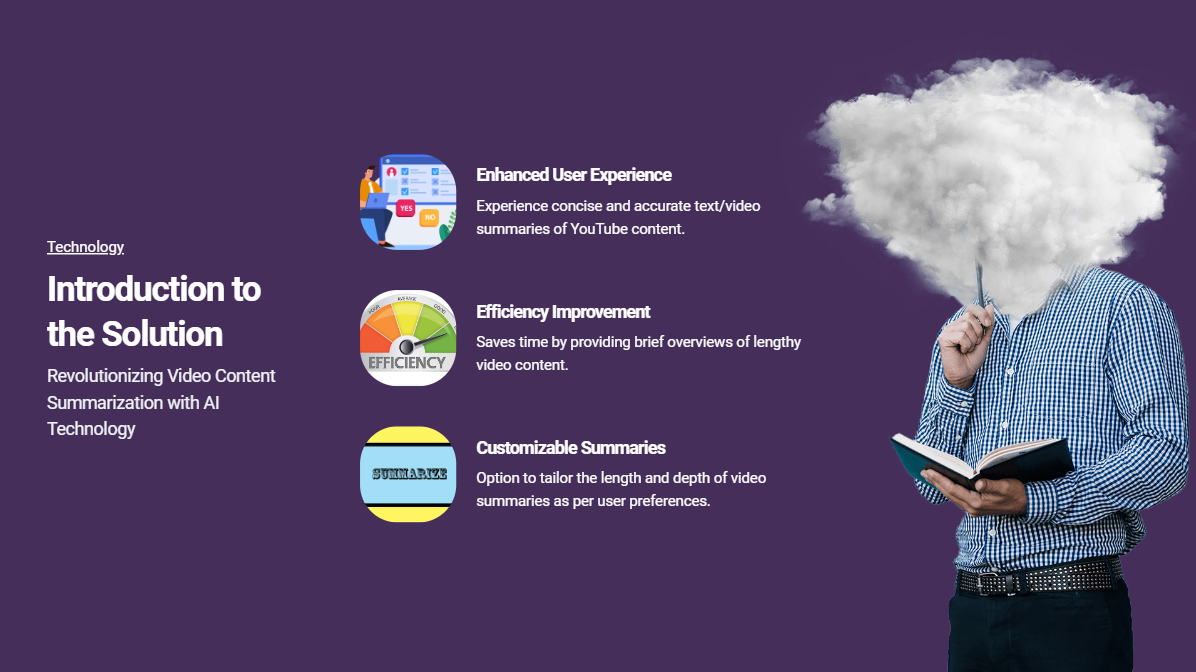 Technology
Introduction to
the Solution
Revolutionizing Video Content
Summarization with AI
Technology
YES
NO
Enhanced User Experience
Experience concise and accurate text/video
summaries of YouTube content.
POOR
AVERAGE
GOOD
EFFICIENCY
Efficiency Improvement
Saves time by providing brief overviews of lengthy
video content.
SUMMARIZE
Customizable Summaries
Option to tailor the length and depth of video
summaries as per user preferences.